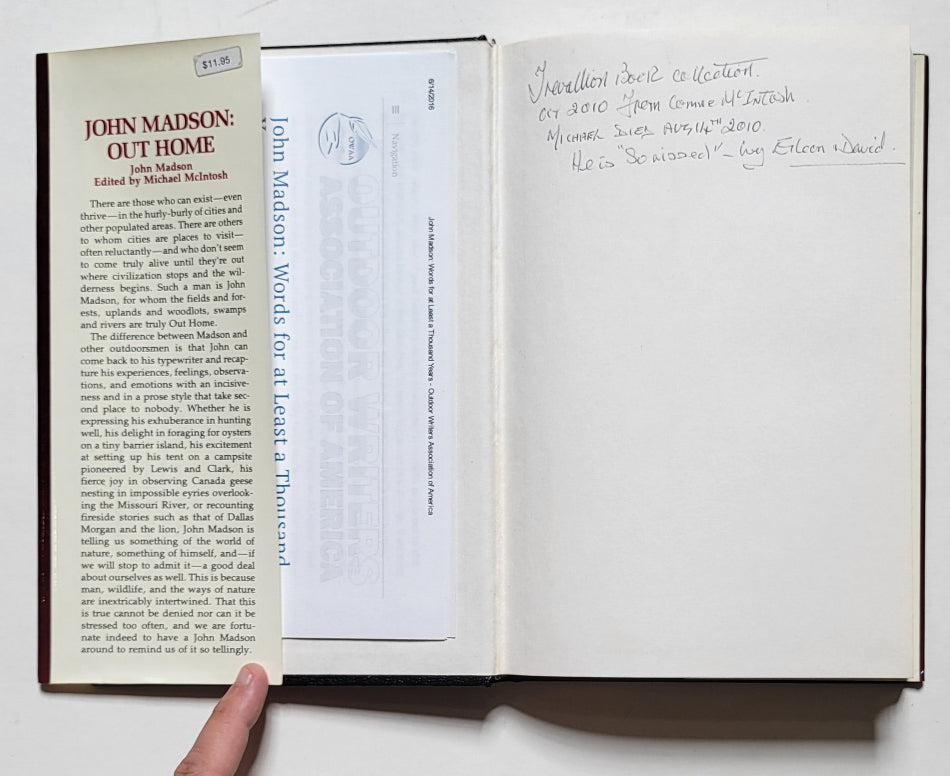 $11.95
JOHN MADSON:
OUT HOME
John Madson
Edited by Michael McIntosh
There are those who can exist—even
thrive—in the hurly-burly of cities and
other populated areas. There are others
to whom cities are places to visit—
often reluctantly—and who don't seem
to come truly alive until they're out
where civilization stops and the wil-
derness begins. Such a man is John
Madson, for whom the fields and for-
ests, uplands and woodlots, swamps
and rivers are truly Out Home.
The difference between Madson and
other outdoorsmen is that John can
come back to his typewriter and recap-
ture his experiences, feelings, observa-
tions, and emotions with an incisive-
ness and in a prose style that take sec-
ond place to nobody. Whether he is
expressing his exhuberance in hunting
well, his delight in foraging for oysters
on a tiny barrier island, his excitement
at setting up his tent on a campsite
pioneered by Lewis and Clark, his
fierce joy in observing Canada geese
nesting in impossible eyries overlook-
ing the Missouri River, or recounting
fireside stories such as that of Dallas
Morgan and the lion, John Madson is
telling us something of the world of
nature, something of himself, and—if
we will stop to admit it—a good deal
about ourselves as well. This is because
man, wildlife, and the ways of nature
are inextricably intertwined. That this
is true cannot be denied nor can it be
stressed too often, and we are fortu-
nate indeed to have a John Madson
around to remind us of it so tellingly.
6/14/2016
John Madson: Words for at Least a Thousand Years - Outdoor Writers Association of America
Navigation
OWAA
OUTDOOR WRITERS
ASSOCIATION OF AMERICA
John Madson: Words for at Least a Thousand
Trevallion Book collection.
OCT 2010 From Connie McIntosh.
MICHAEL DIED AUG 14TH 2010.
He is "So missed" - by Eileen & David.